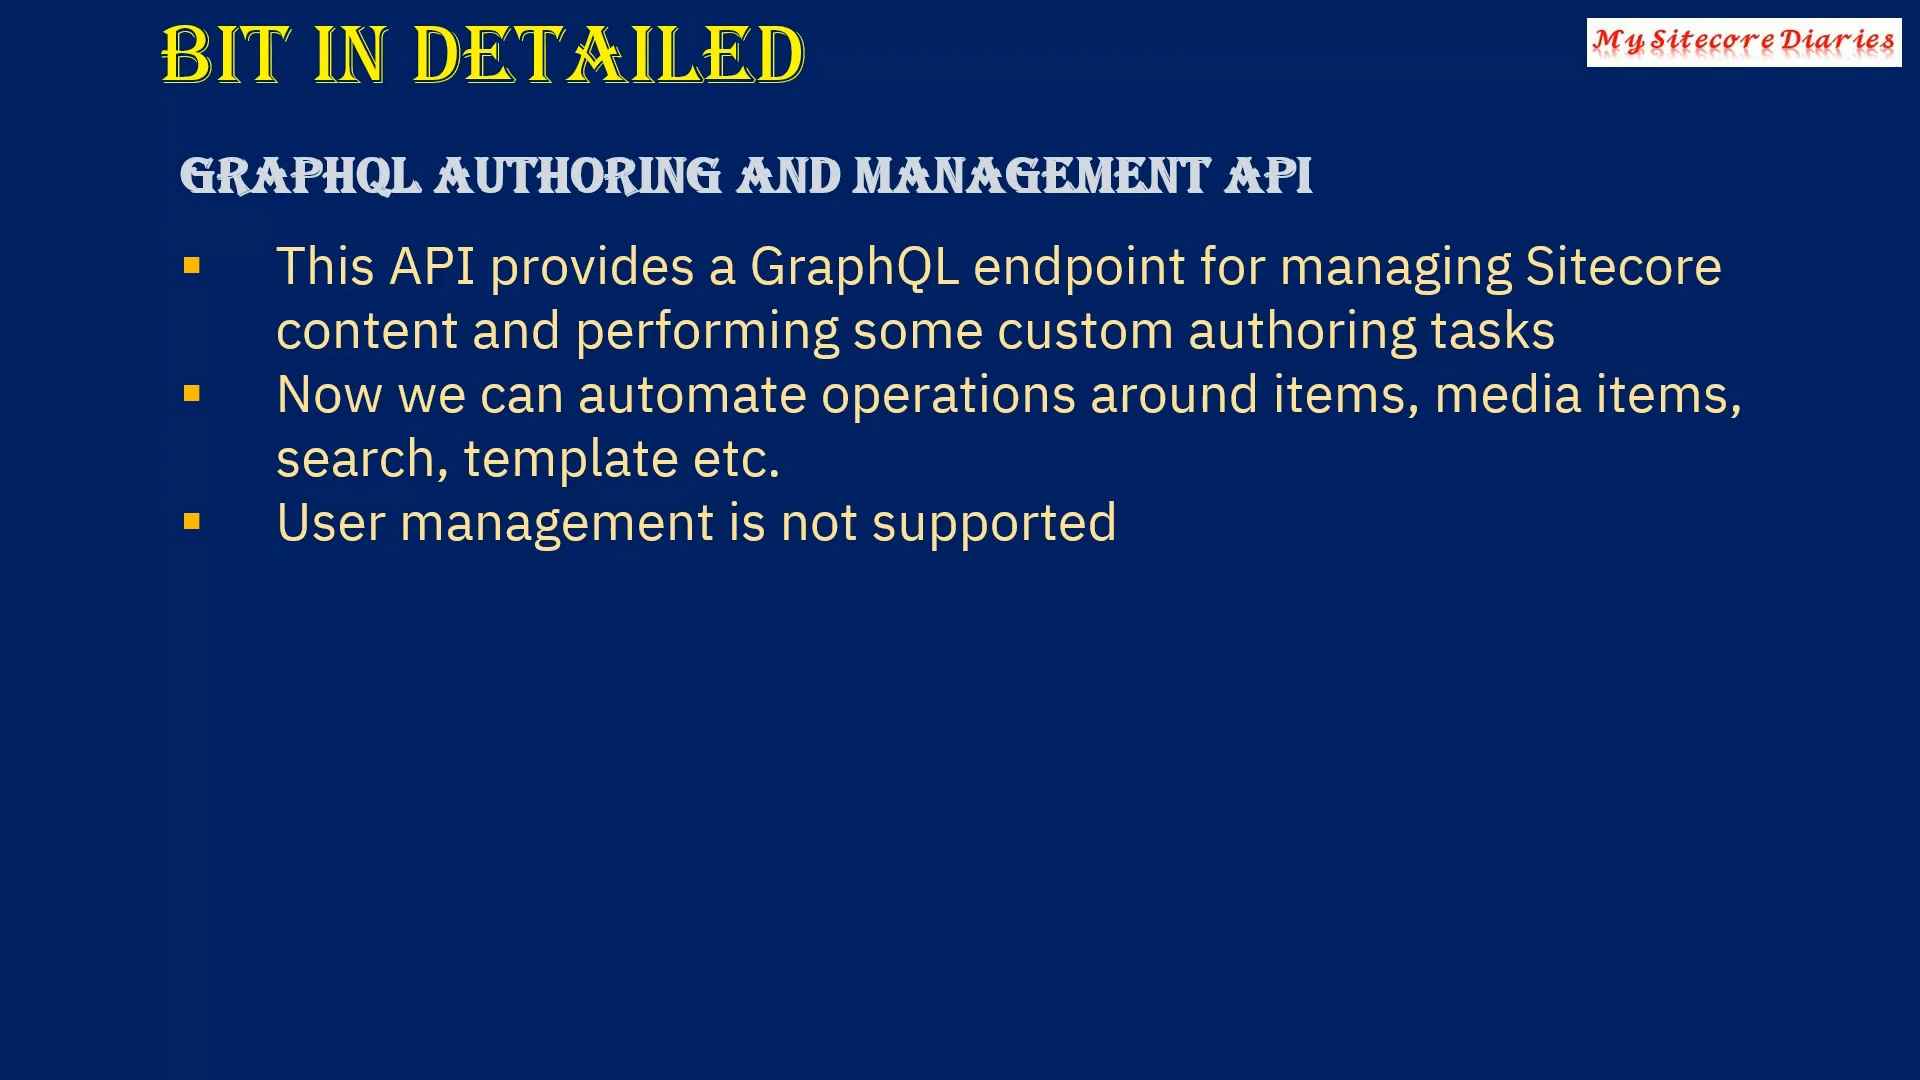 BIT IN DETAILED
My Sitecore Diaries
GRAPHQL AUTHORING AND MANAGEMENT API
▪ This API provides a GraphQL endpoint for managing Sitecore
content and performing some custom authoring tasks
▪ Now we can automate operations around items, media items,
search, template etc.
▪ User management is not supported